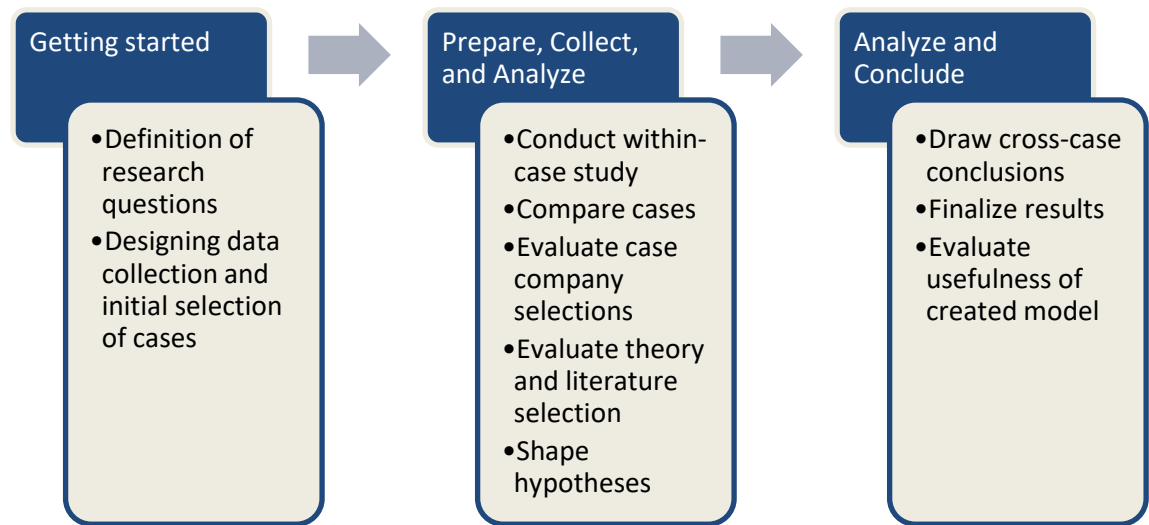 Getting started
•Definition of
research
questions
•Designing data
collection and
initial selection
of cases
Prepare, Collect,
and Analyze
•Conduct within-
case study
•Compare cases
•Evaluate case
company
selections
•Evaluate theory
and literature
selection
•Shape
hypotheses
Analyze and
Conclude
•Draw cross-case
conclusions
•Finalize results
•Evaluate
usefulness of
created model